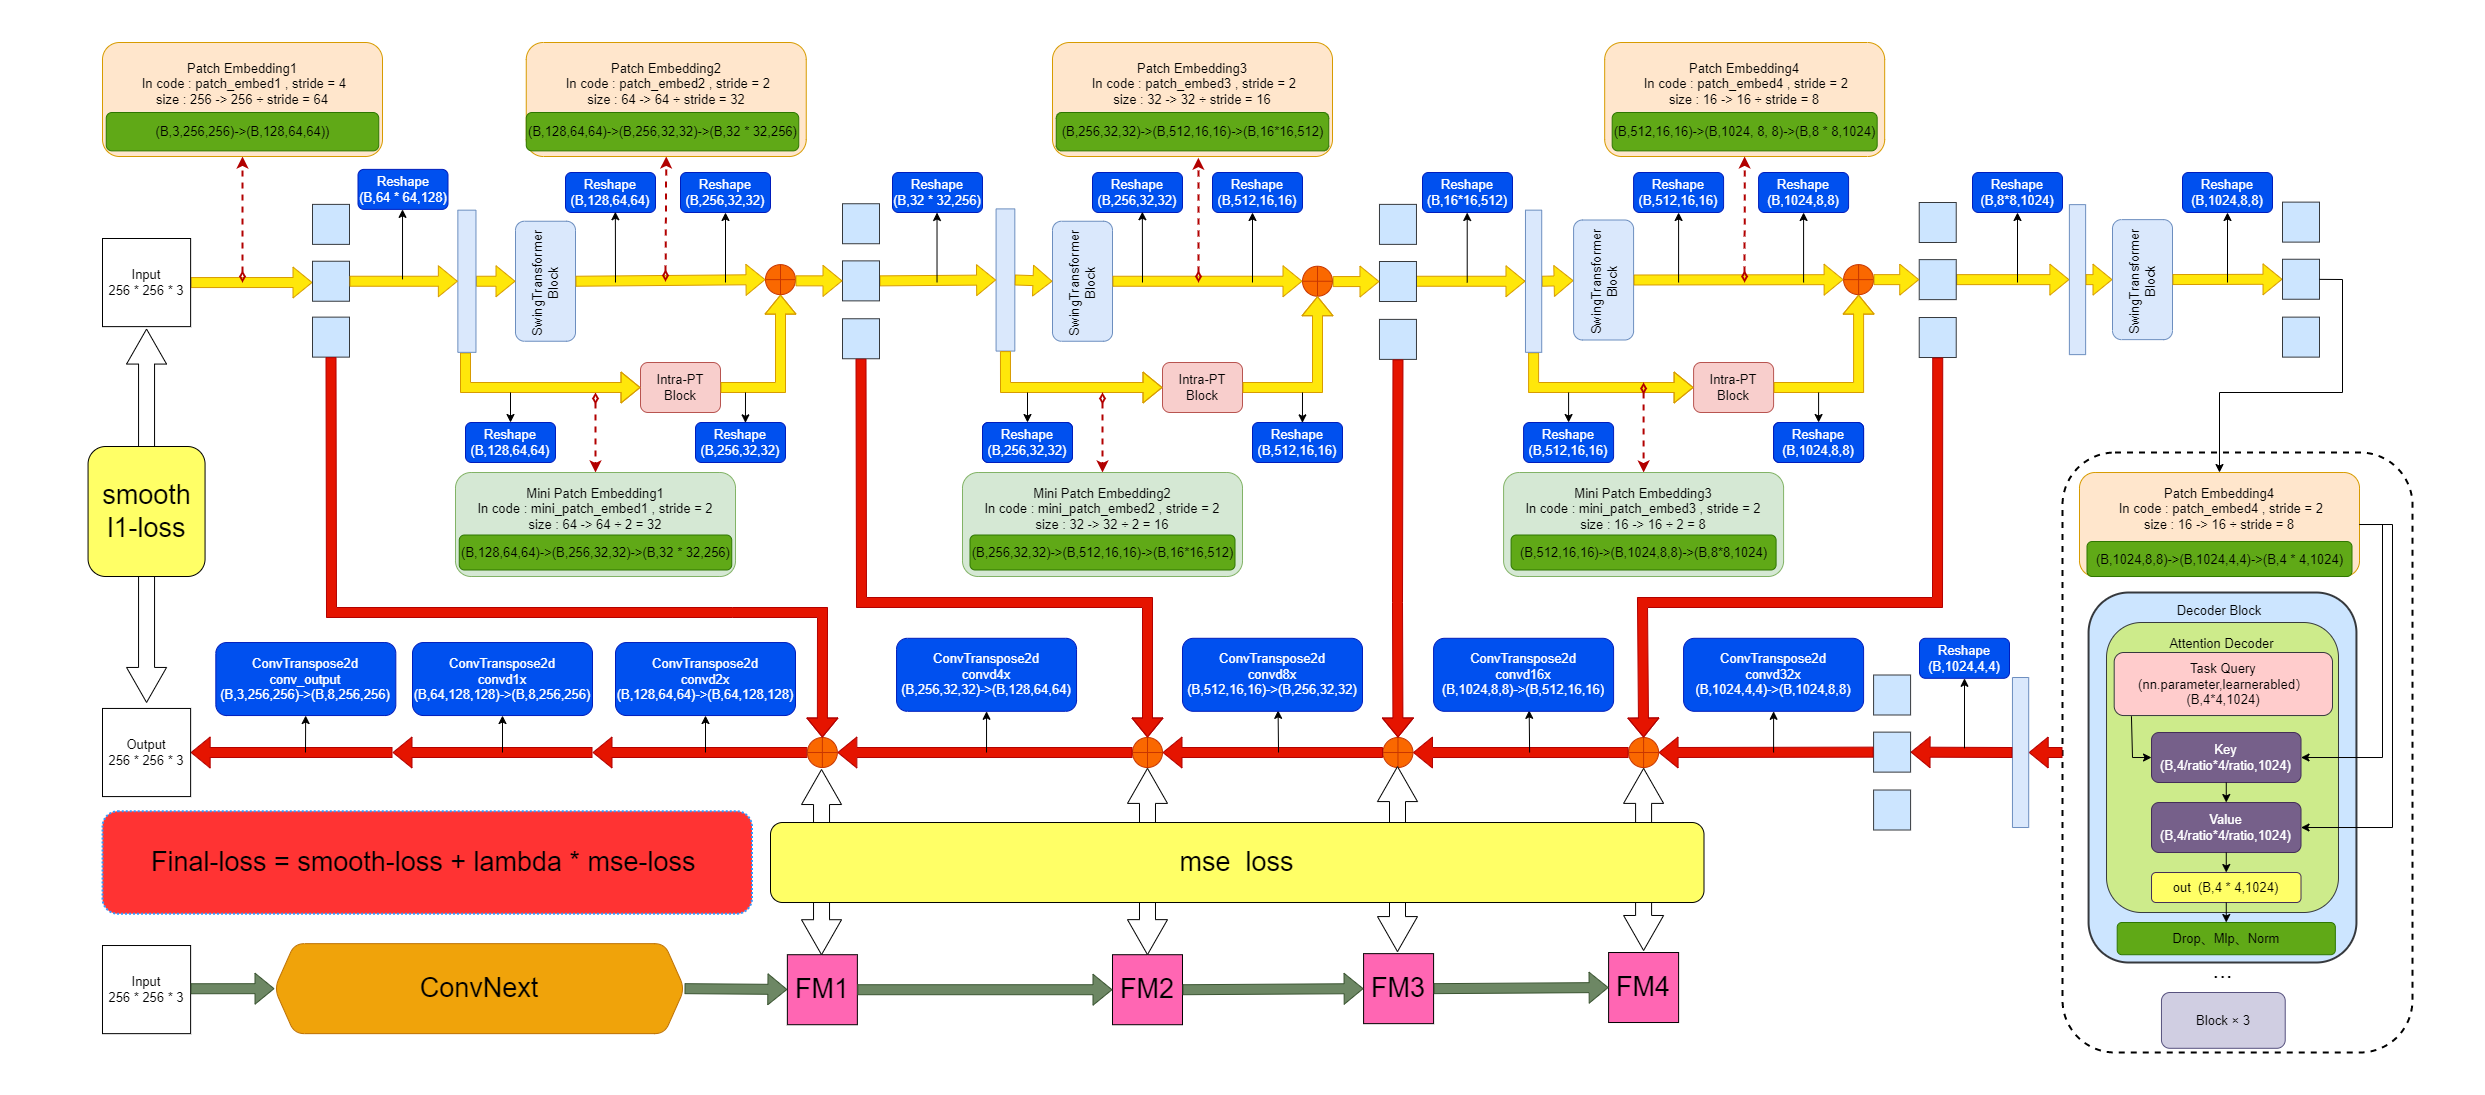 Patch Embedding1
In code : patch_embed1 , stride = 4
size : 256 -> 256 ÷ stride = 64
(B,3,256,256)->(B,128,64,64))
Patch Embedding2
In code : patch_embed2 , stride = 2
size : 64 -> 64 ÷ stride = 32
(B,128,64,64)->(B,256,32,32)->(B,32 * 32,256)
Patch Embedding3
In code : patch_embed3 , stride = 2
size : 32 -> 32 ÷ stride = 16
(B,256,32,32)->(B,512,16,16)->(B,16*16,512)
Patch Embedding4
In code : patch_embed4 , stride = 2
size : 16 -> 16 ÷ stride = 8
(B,512,16,16)->(B,1024, 8, 8)->(B,8 * 8,1024)
Reshape
(B,64 * 64,128)
Reshape
(B,128,64,64)
Reshape
(B,256,32,32)
Reshape
(B,32 * 32,256)
Reshape
(B,256,32,32)
Reshape
(B,512,16,16)
Reshape
(B,16*16,512)
Reshape
(B,512,16,16)
Reshape
(B,1024,8,8)
Reshape
(B,8*8,1024)
Reshape
(B,1024,8,8)
Input
256 * 256 * 3
SwingTransformer
Block
SwingTransformer
Block
SwingTransformer
Block
SwingTransformer
Block
Intra-PT
Block
Intra-PT
Block
Intra-PT
Block
Reshape
(B,128,64,64)
Reshape
(B,256,32,32)
Reshape
(B,256,32,32)
Reshape
(B,512,16,16)
Reshape
(B,512,16,16)
Reshape
(B,1024,8,8)
smooth
l1-loss
Mini Patch Embedding1
In code : mini_patch_embed1 , stride = 2
size : 64 -> 64 ÷ 2 = 32
(B,128,64,64)->(B,256,32,32)->(B,32 * 32,256)
Mini Patch Embedding2
In code : mini_patch_embed2 , stride = 2
size : 32 -> 32 ÷ 2 = 16
(B,256,32,32)->(B,512,16,16)->(B,16*16,512)
Mini Patch Embedding3
In code : mini_patch_embed3 , stride = 2
size : 16 -> 16 ÷ 2 = 8
(B,512,16,16)->(B,1024,8,8)->(B,8*8,1024)
Patch Embedding4
In code : patch_embed4 , stride = 2
size : 16 -> 16 ÷ stride = 8
(B,1024,8,8)->(B,1024,4,4)->(B,4 * 4,1024)
Decoder Block
Attention Decoder
Task Query
(nn.parameter,learnerabled)
(B,4*4,1024)
Key
(B,4/ratio*4/ratio,1024)
Value
(B,4/ratio*4/ratio,1024)
out (B,4 * 4,1024)
Drop、Mlp、Norm
...
Block × 3
ConvTranspose2d
conv_output
(B,3,256,256)->(B,8,256,256)
ConvTranspose2d
convd1x
(B,64,128,128)->(B,8,256,256)
ConvTranspose2d
convd2x
(B,128,64,64)->(B,64,128,128)
ConvTranspose2d
convd4x
(B,256,32,32)->(B,128,64,64)
ConvTranspose2d
convd8x
(B,512,16,16)->(B,256,32,32)
ConvTranspose2d
convd16x
(B,1024,8,8)->(B,512,16,16)
ConvTranspose2d
convd32x
(B,1024,4,4)->(B,1024,8,8)
Reshape
(B,1024,4,4)
Output
256 * 256 * 3
Final-loss = smooth-loss + lambda * mse-loss
mse loss
Input
256 * 256 * 3
ConvNext
FM1
FM2
FM3
FM4